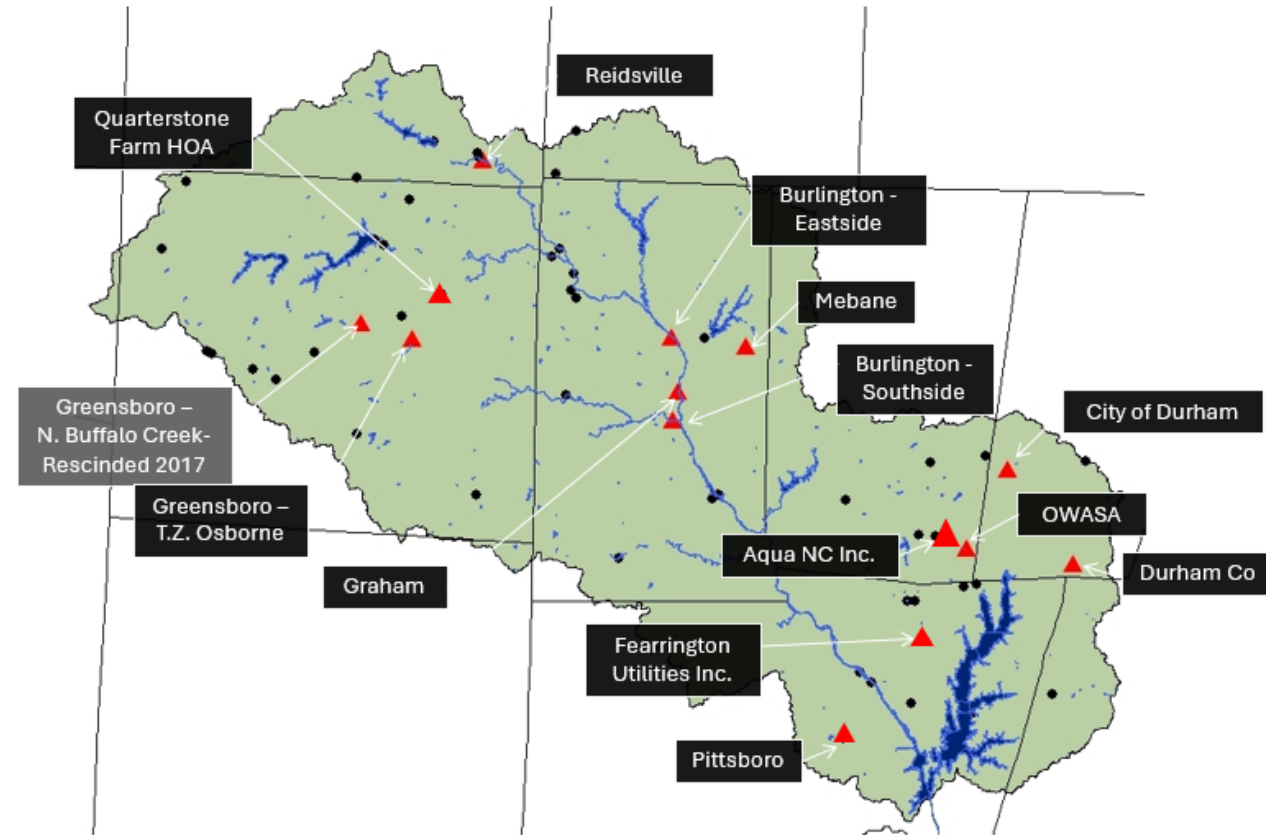 Reidsville
Quarterstone
Farm HOA
Burlington -
Eastside
Mebane
Burlington -
Southside
City of Durham
Greensboro –
N. Buffalo Creek-
Rescinded 2017
Greensboro –
T.Z. Osborne
OWASA
Aqua NC Inc.
Durham Co
Graham
Fearrington
Utilities Inc.
Pittsboro